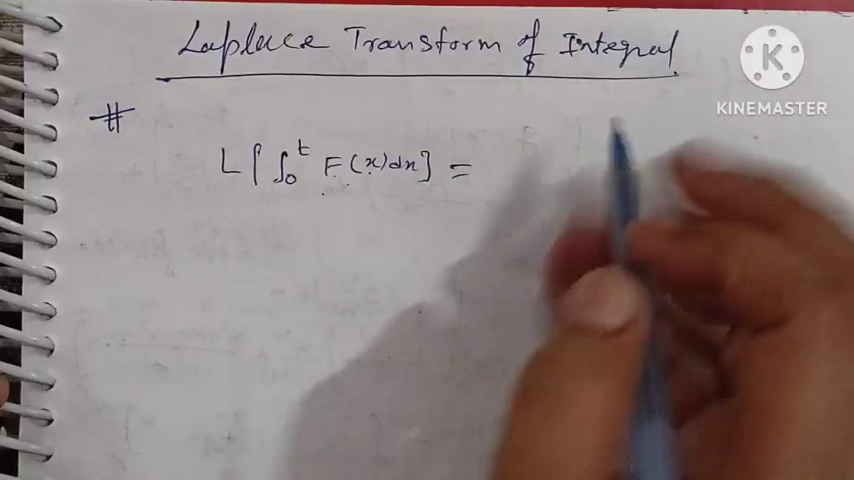 Laplace Transform of Integral
KINEMASTER
#
L[∫₀ᵗ F(x)dx] =